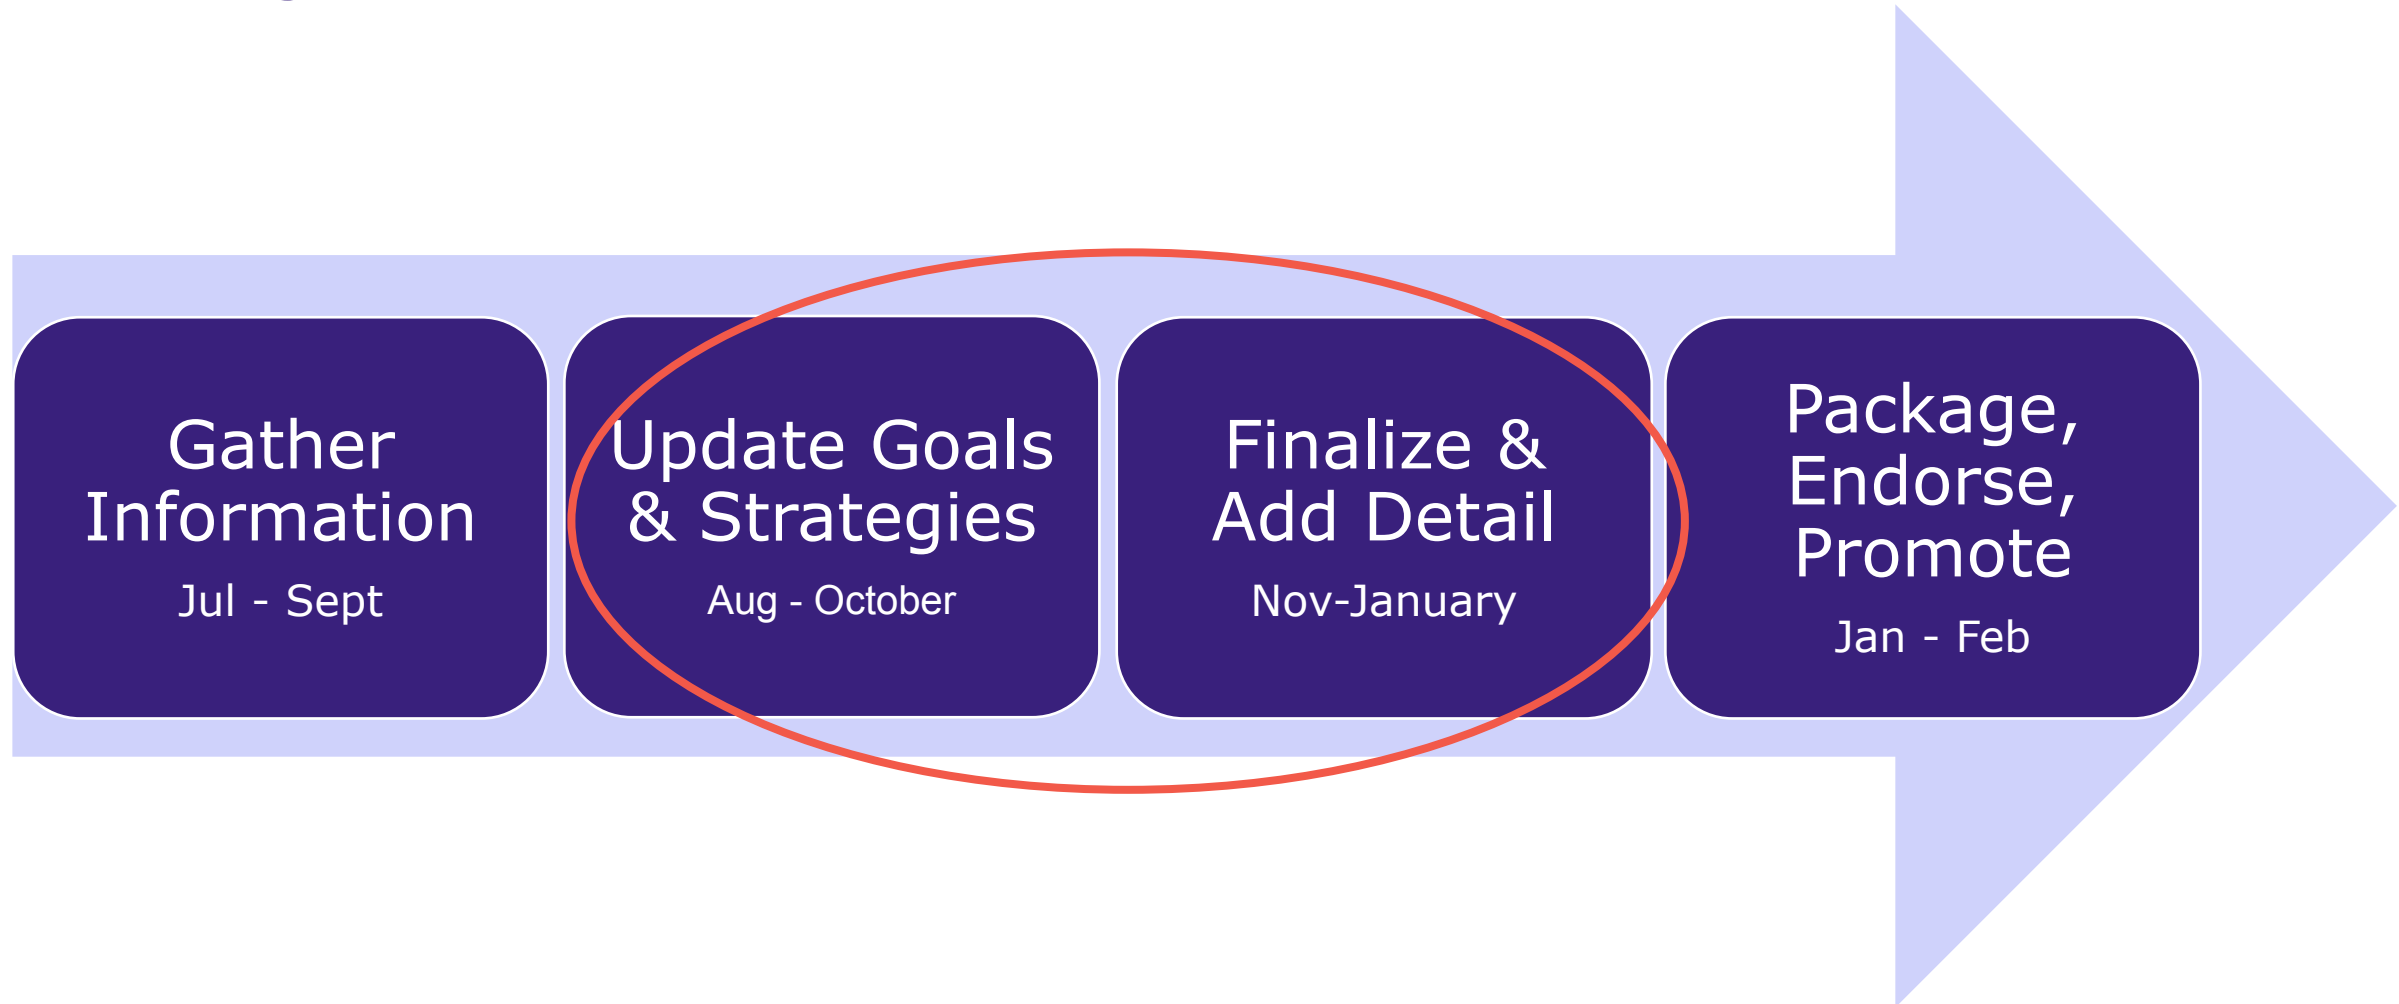 Gather
Information
Jul - Sept
Update Goals
& Strategies
Aug - October
Finalize &
Add Detail
Nov-January
Package,
Endorse,
Promote
Jan - Feb